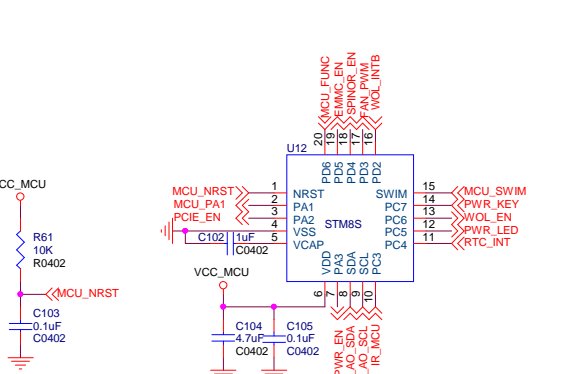 MCU_FUNC
EMMC_EN
SPINOR_EN
FAN_PWM
WOL_INTB
20
19
18
17
16
U12
PD6
PD5
PD4
PD3
PD2
CC_MCU
MCU_NRST
1
NRST
SWIM
15
MCU_SWIM
MCU_PA1
2
PA1
PC7
14
PWR_KEY
PCIE_EN
3
PA2
PC6
13
WOL_EN
4
VSS
STM8S
PC5
12
PWR_LED
C102
1uF
5
VCAP
PC4
11
RTC_INT
C0402
R61
10K
R0402
VDD
PA3
SDA
SCL
PC3
VCC_MCU
6
7
8
9
10
MCU_NRST
PWR_EN
AO_SDA
AO_SCL
IR_MCU
C103
0.1uF
C0402
C104
4.7uF
C0402
C105
0.1uF
C0402